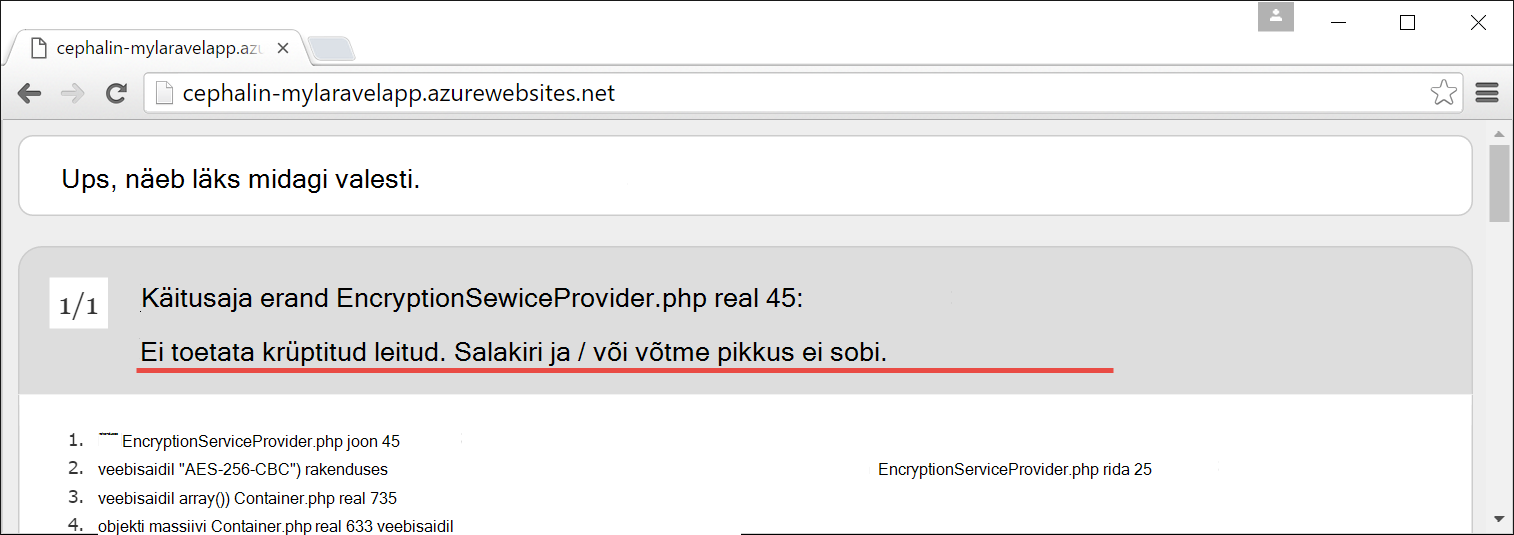 cephalin-mylaravelapp.azu
cephalin-mylaravelapp.azurewebsites.net
Ups, näeb läks midagi valesti.
1/1
Käitusaja erand EncryptionSewiceProvider.php real 45:
Ei toetata krüptitud leitud. Salakiri ja / või võtme pikkus ei sobi.
1. EncryptionServiceProvider.php joon 45
2. veebisaidil "AES-256-CBC") rakenduses EncryptionServiceProvider.php rida 25
3. veebisaidil array()) Container.php real 735
4. objekti massiivi Container.php real 633 veebisaidil